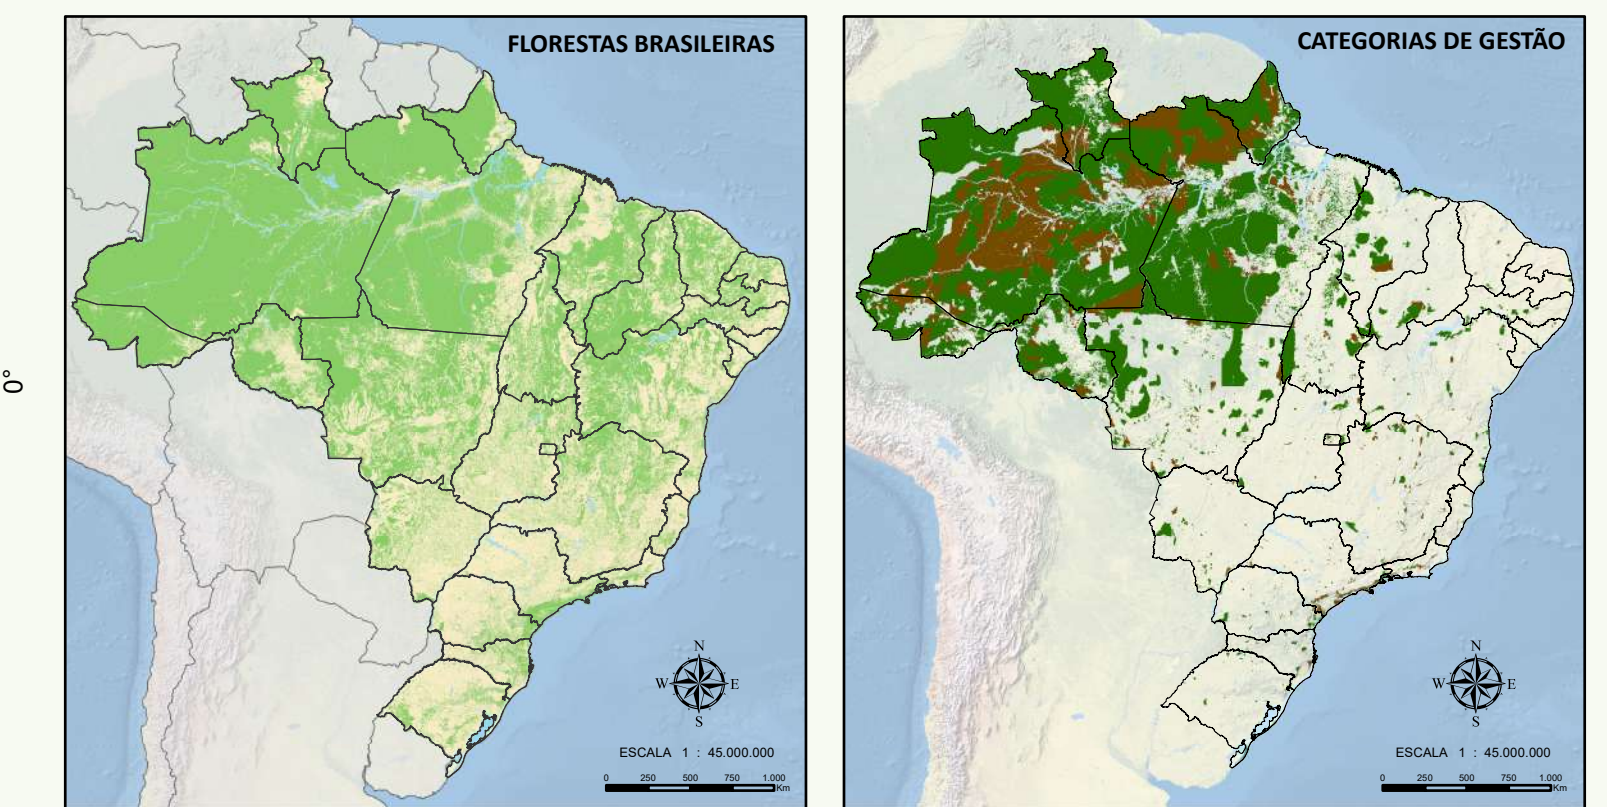 FLORESTAS BRASILEIRAS
N
W E
S
ESCALA 1 : 45.000.000
0 250 500 750 1.000
Km
CATEGORIAS DE GESTÃO
N
W E
S
ESCALA 1 : 45.000.000
0 250 500 750 1.000
Km
0°